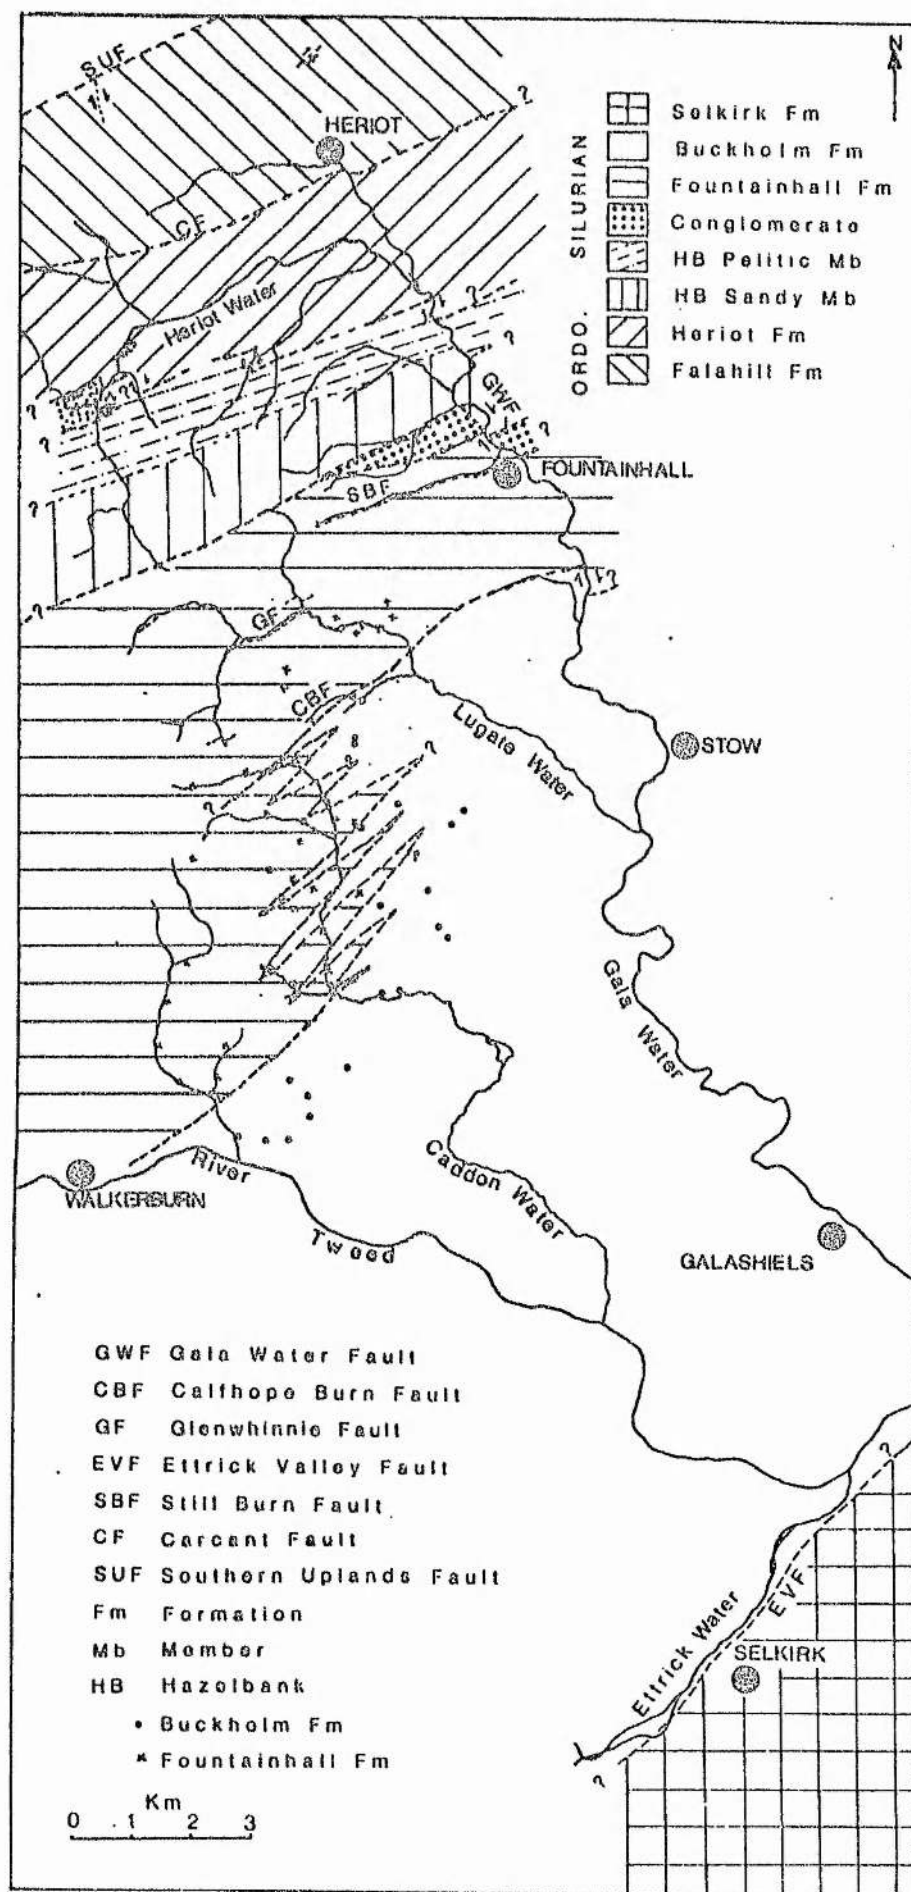 N
SUF
?
HERIOT
CF
Heriot Water
?
?
?
??
?
?
?
?
GWF
?
FOUNTAINHALL
SBF
?
?
GF
CBF
Lugate Water
STOW
?
?
?
Gala Water
Caddon Water
River Tweed
WALKERBURN
GALASHIELS
?
EVF
Ettrick Water
SELKIRK
?
SILURIAN
ORDO.
Selkirk Fm
Buckholm Fm
Fountainhall Fm
Conglomerate
HB Pelitic Mb
HB Sandy Mb
Heriot Fm
Falahill Fm
GWF Gala Water Fault
CBF Calfhope Burn Fault
GF Glenwhinnie Fault
EVF Ettrick Valley Fault
SBF Still Burn Fault
CF Carcant Fault
SUF Southern Uplands Fault
Fm Formation
Mb Member
HB Hazelbank
Buckholm Fm
Fountainhall Fm
Km
0 1 2 3